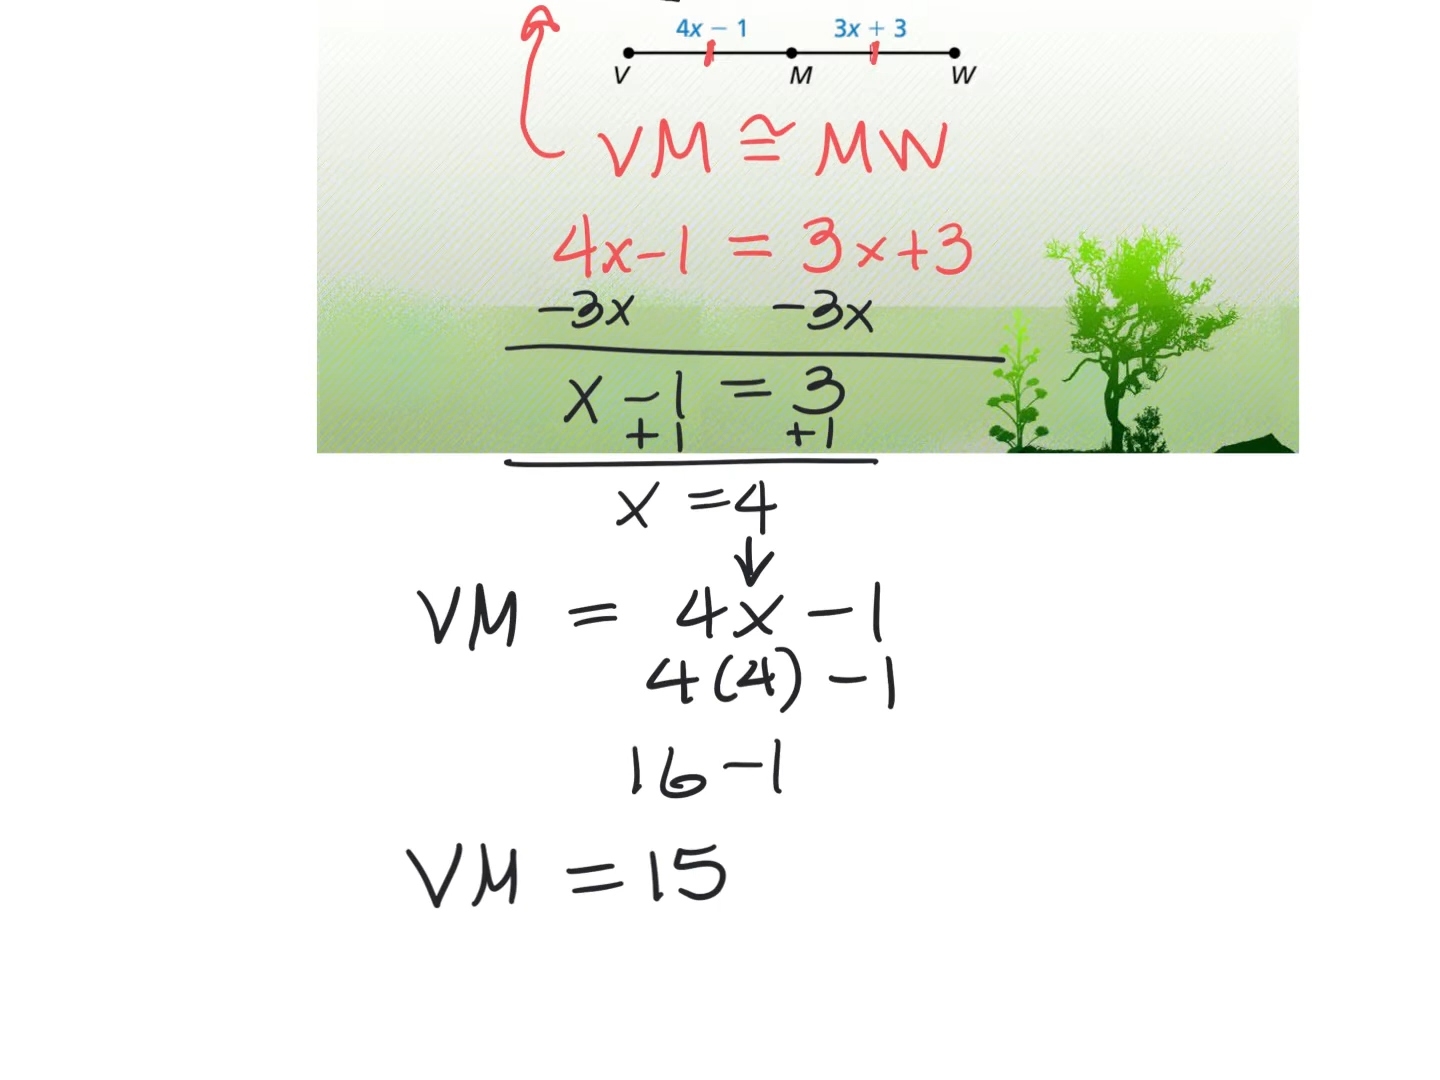 4x − 1 3x + 3
V M W
VM ≅ MW
4x-1 = 3x+3
-3x -3x
x -1 = 3
+1 +1
x = 4
↓
VM = 4x - 1
4(4) - 1
16 - 1
VM = 15